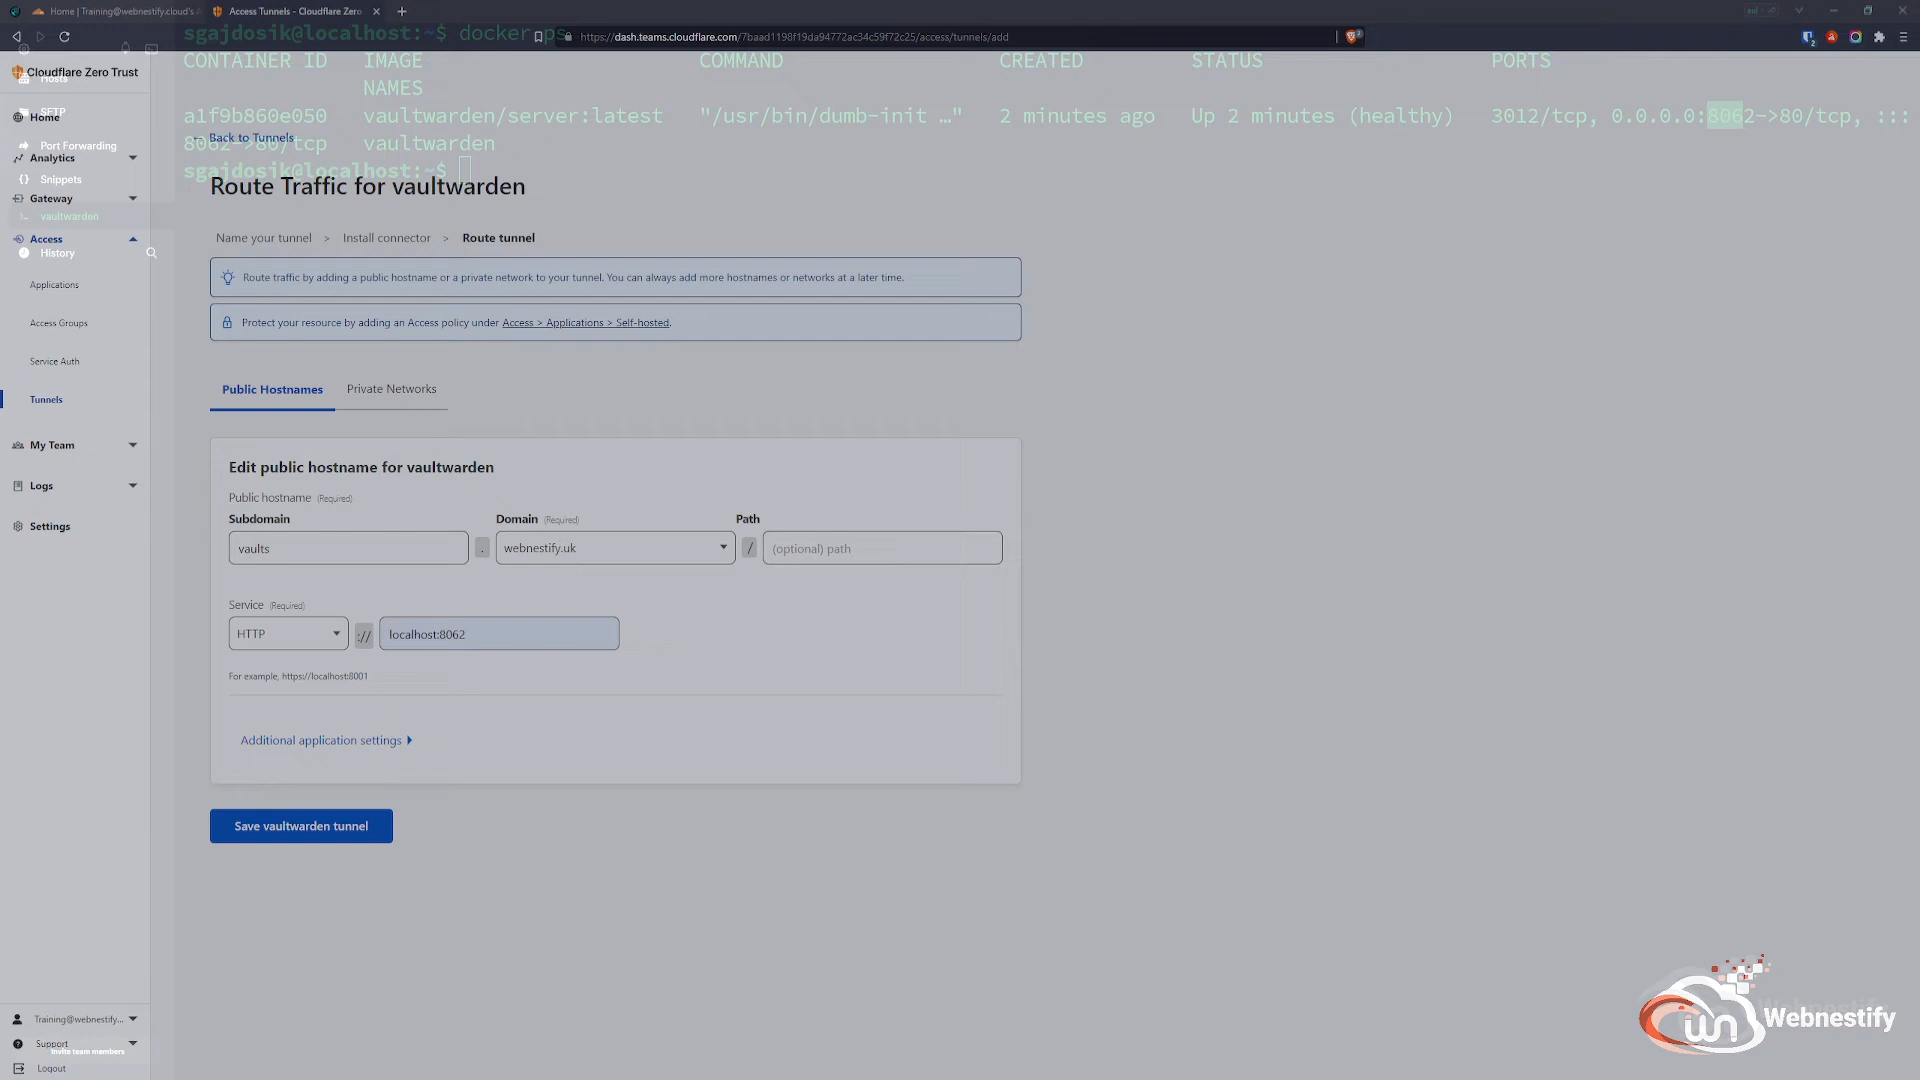 Home | Training@webnestify.cloud's A
Access Tunnels - Cloudflare Zero
https://dash.teams.cloudflare.com/7baad1198f19da94772ac34c59f72c25/access/tunnels/add
sgajdosik@localhost:~$ docker ps
CONTAINER ID IMAGE COMMAND CREATED STATUS PORTS
NAMES
a1f9b860e050 vaultwarden/server:latest "/usr/bin/dumb-init …" 2 minutes ago Up 2 minutes (healthy) 3012/tcp, 0.0.0.0:8062->80/tcp, :::
8062->80/tcp vaultwarden
sgajdosik@localhost:~$
Cloudflare Zero Trust
Hosts
SFTP
Home
Port Forwarding
Analytics
Snippets
Gateway
vaultwarden
Access
History
Applications
Access Groups
Service Auth
Tunnels
My Team
Logs
Settings
Training@webnestify...
Support
Invite team members
Logout
← Back to Tunnels
Route Traffic for vaultwarden
Name your tunnel > Install connector > Route tunnel
Route traffic by adding a public hostname or a private network to your tunnel. You can always add more hostnames or networks at a later time.
Protect your resource by adding an Access policy under Access > Applications > Self-hosted.
Public Hostnames Private Networks
Edit public hostname for vaultwarden
Public hostname (Required)
Subdomain Domain (Required) Path
vaults . webnestify.uk / (optional) path
Service (Required)
HTTP :// localhost:8062
For example, https://localhost:8001
Additional application settings
Save vaultwarden tunnel
wn Webnestify